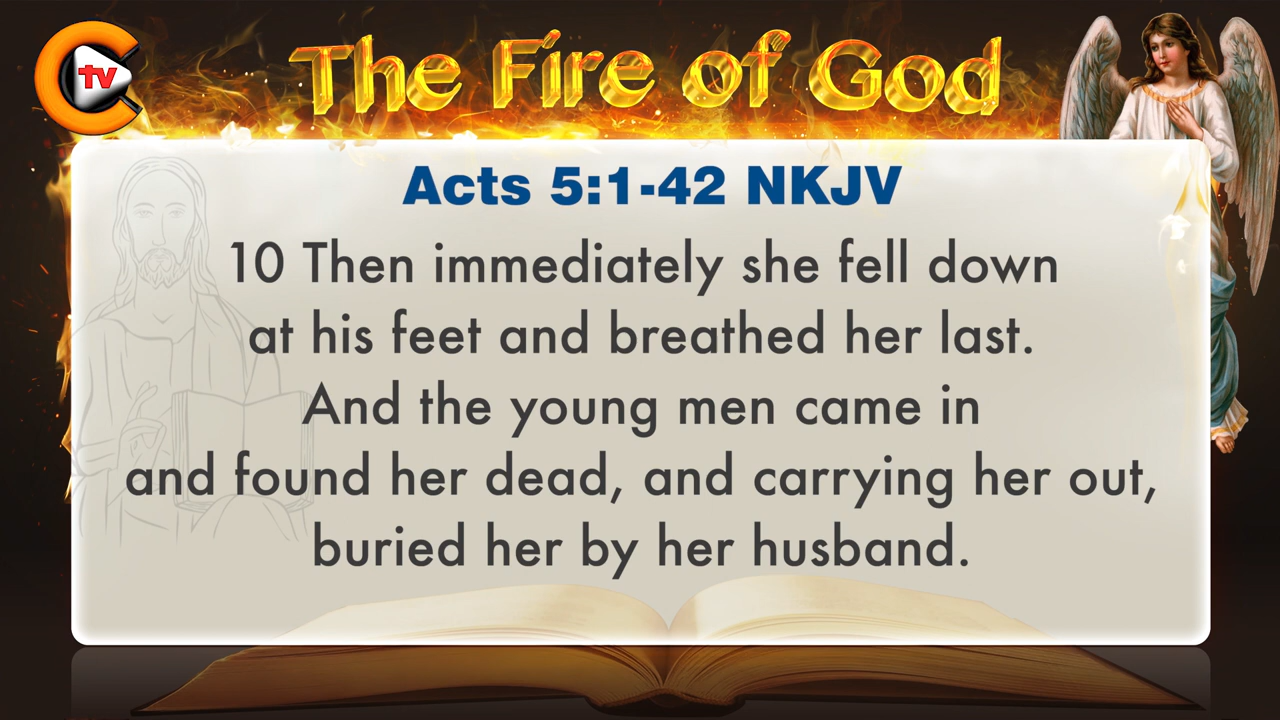 tv
The Fire of God
Acts 5:1-42 NKJV
10 Then immediately she fell down
at his feet and breathed her last.
And the young men came in
and found her dead, and carrying her out,
buried her by her husband.